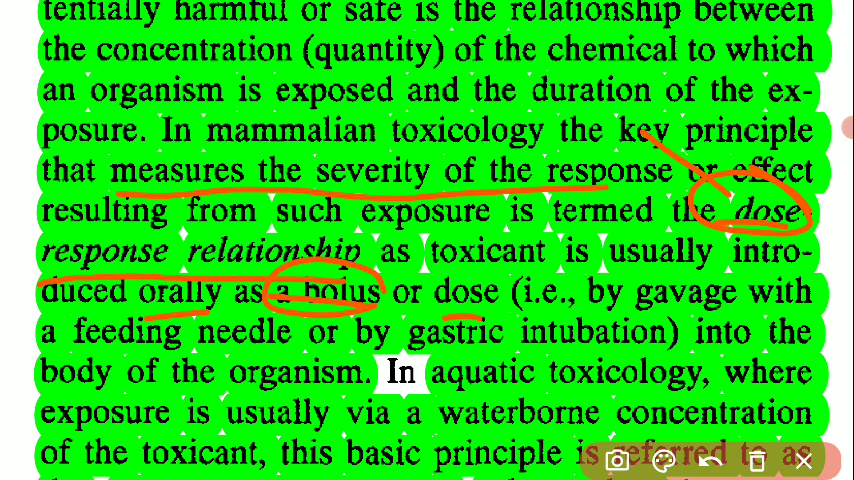 tentially harmful or safe is the relationship between
the concentration (quantity) of the chemical to which
an organism is exposed and the duration of the ex-
posure. In mammalian toxicology the key principle
that measures the severity of the response or effect
resulting from such exposure is termed the dose-
response relationship as toxicant is usually intro-
duced orally as a bolus or dose (i.e., by gavage with
a feeding needle or by gastric intubation) into the
body of the organism. In aquatic toxicology, where
exposure is usually via a waterborne concentration
of the toxicant, this basic principle is referred to as